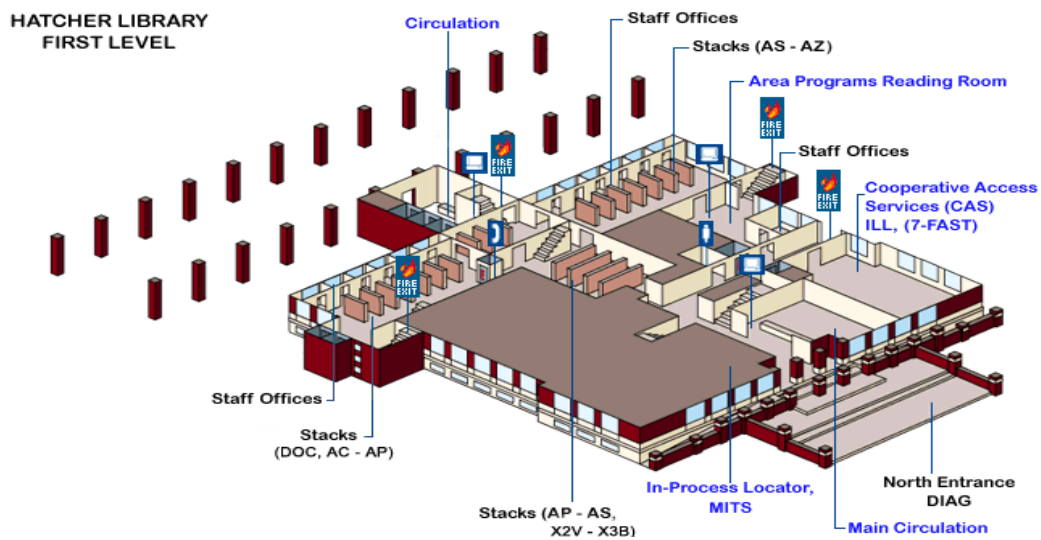 HATCHER LIBRARY
FIRST LEVEL
Circulation
Staff Offices
Stacks (AS - AZ)
Area Programs Reading Room
FIRE
EXIT
Staff Offices
FIRE
EXIT
Cooperative Access
Services (CAS)
ILL, (7-FAST)
FIRE
EXIT
FIRE
EXIT
Staff Offices
Stacks
(DOC, AC - AP)
Stacks (AP - AS,
X2V - X3B)
In-Process Locator,
MITS
North Entrance
DIAG
Main Circulation